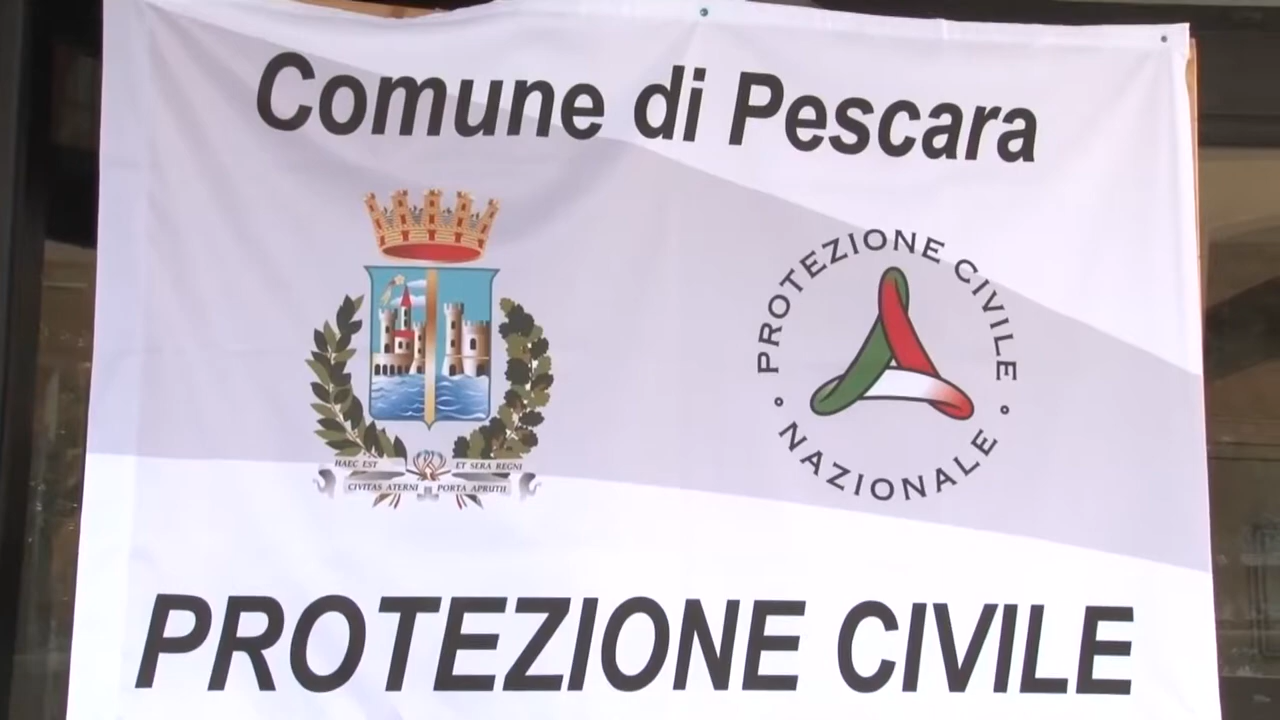 Comune di Pescara
PROTEZIONE CIVILE
NAZIONALE
HAEC EST ET SERA REGNI
CIVITAS ATERNI PORTA APRUTII
PROTEZIONE CIVILE